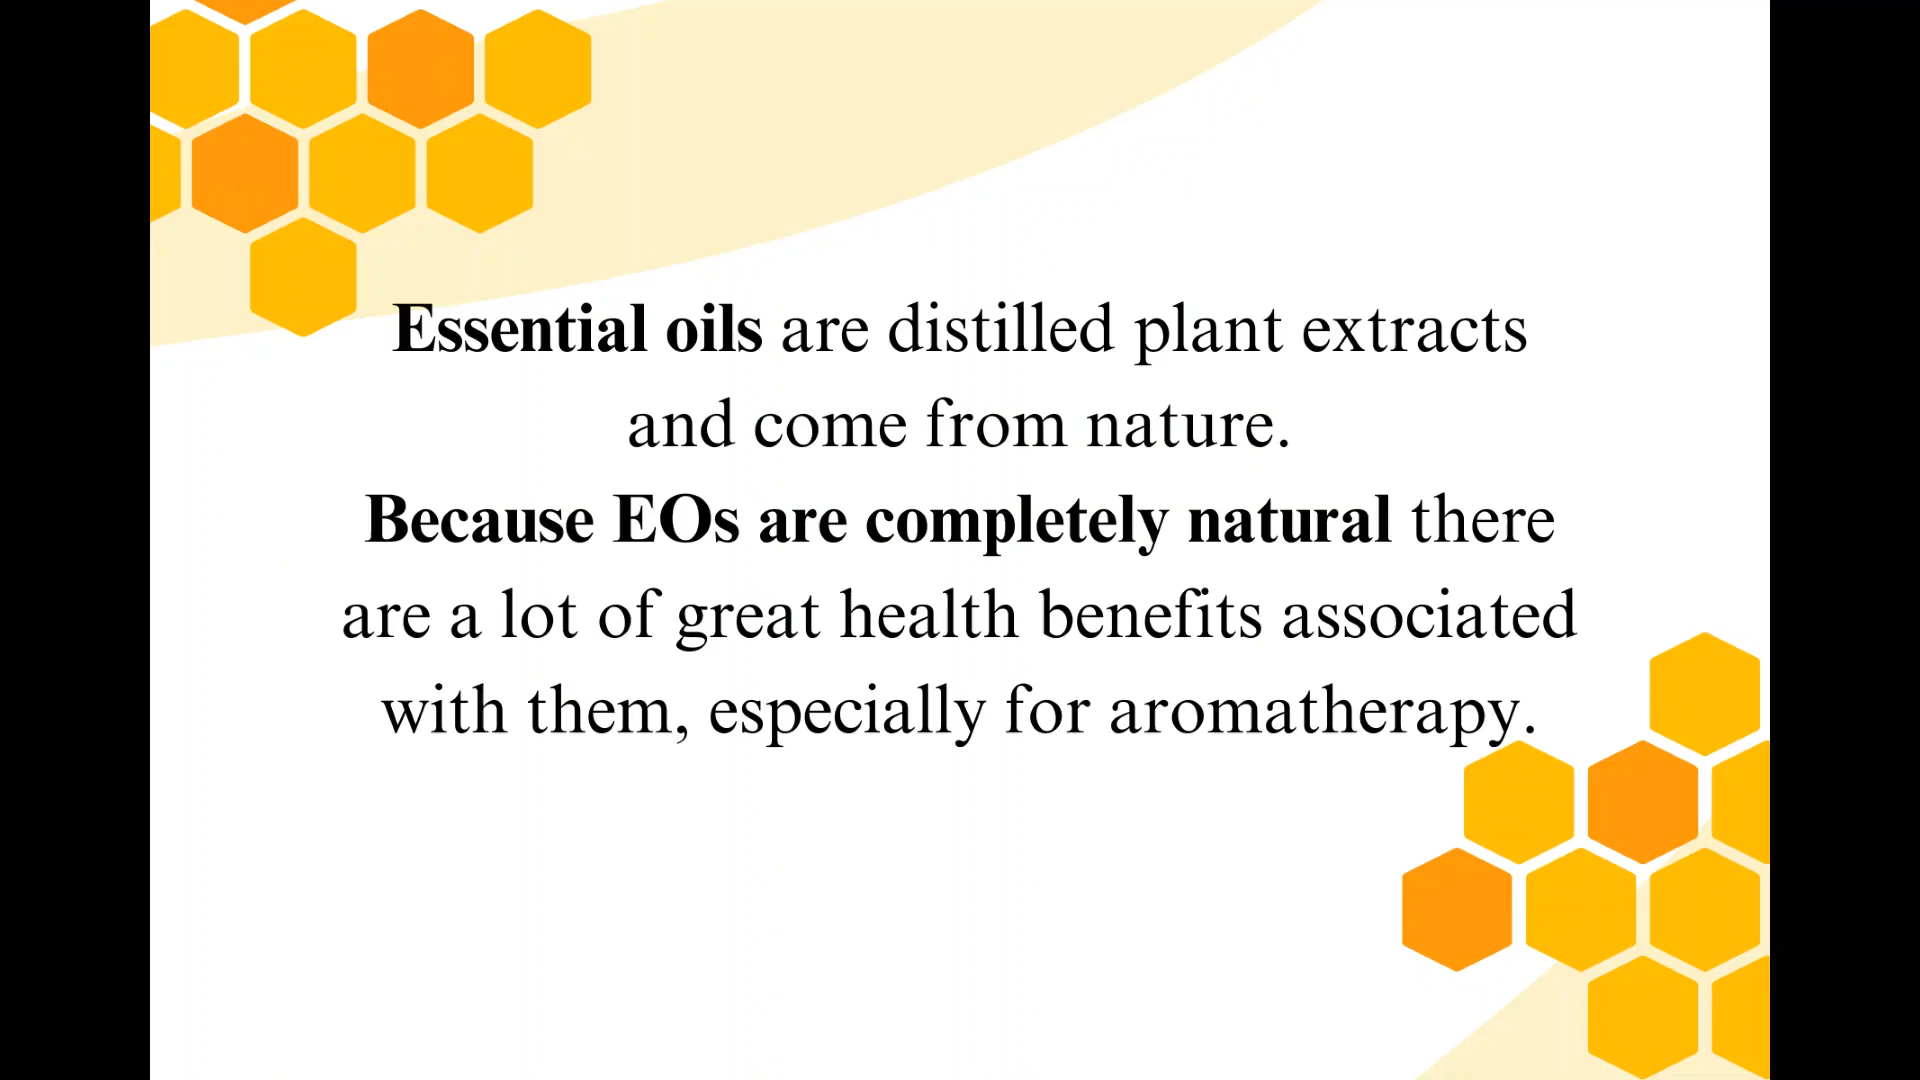 Essential oils are distilled plant extracts
and come from nature.
Because EOs are completely natural there
are a lot of great health benefits associated
with them, especially for aromatherapy.